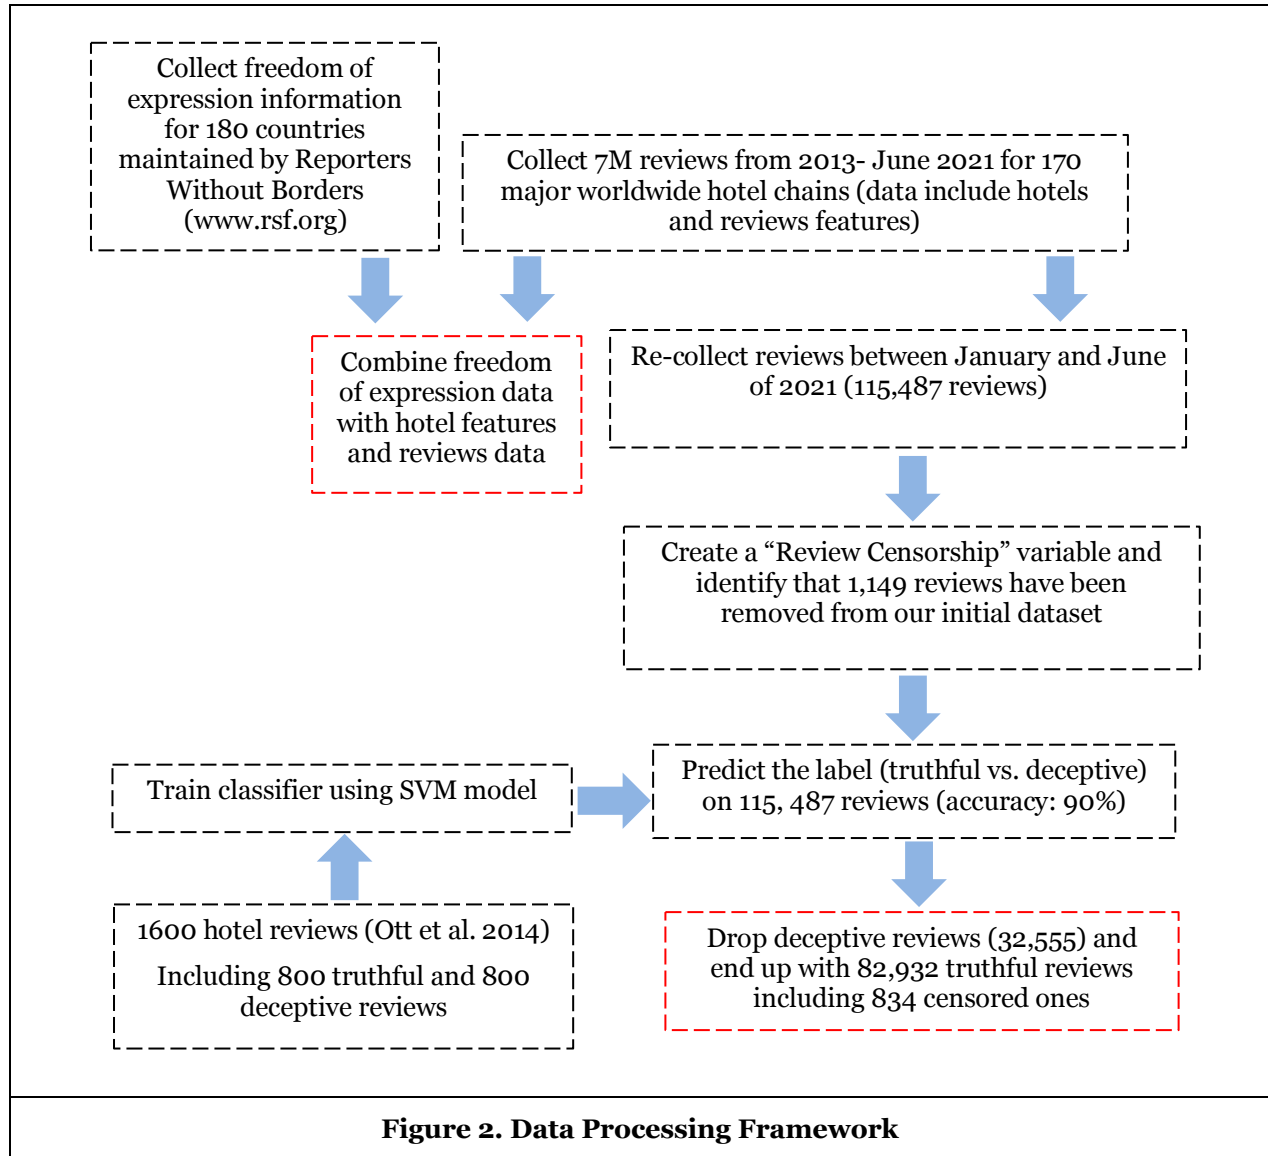 Collect freedom of
expression information
for 180 countries
maintained by Reporters
Without Borders
(www.rsf.org)
Collect 7M reviews from 2013- June 2021 for 170
major worldwide hotel chains (data include hotels
and reviews features)
Combine freedom
of expression data
with hotel features
and reviews data
Re-collect reviews between January and June
of 2021 (115,487 reviews)
Create a “Review Censorship” variable and
identify that 1,149 reviews have been
removed from our initial dataset
Train classifier using SVM model
Predict the label (truthful vs. deceptive)
on 115, 487 reviews (accuracy: 90%)
1600 hotel reviews (Ott et al. 2014)
Including 800 truthful and 800
deceptive reviews
Drop deceptive reviews (32,555) and
end up with 82,932 truthful reviews
including 834 censored ones
Figure 2. Data Processing Framework